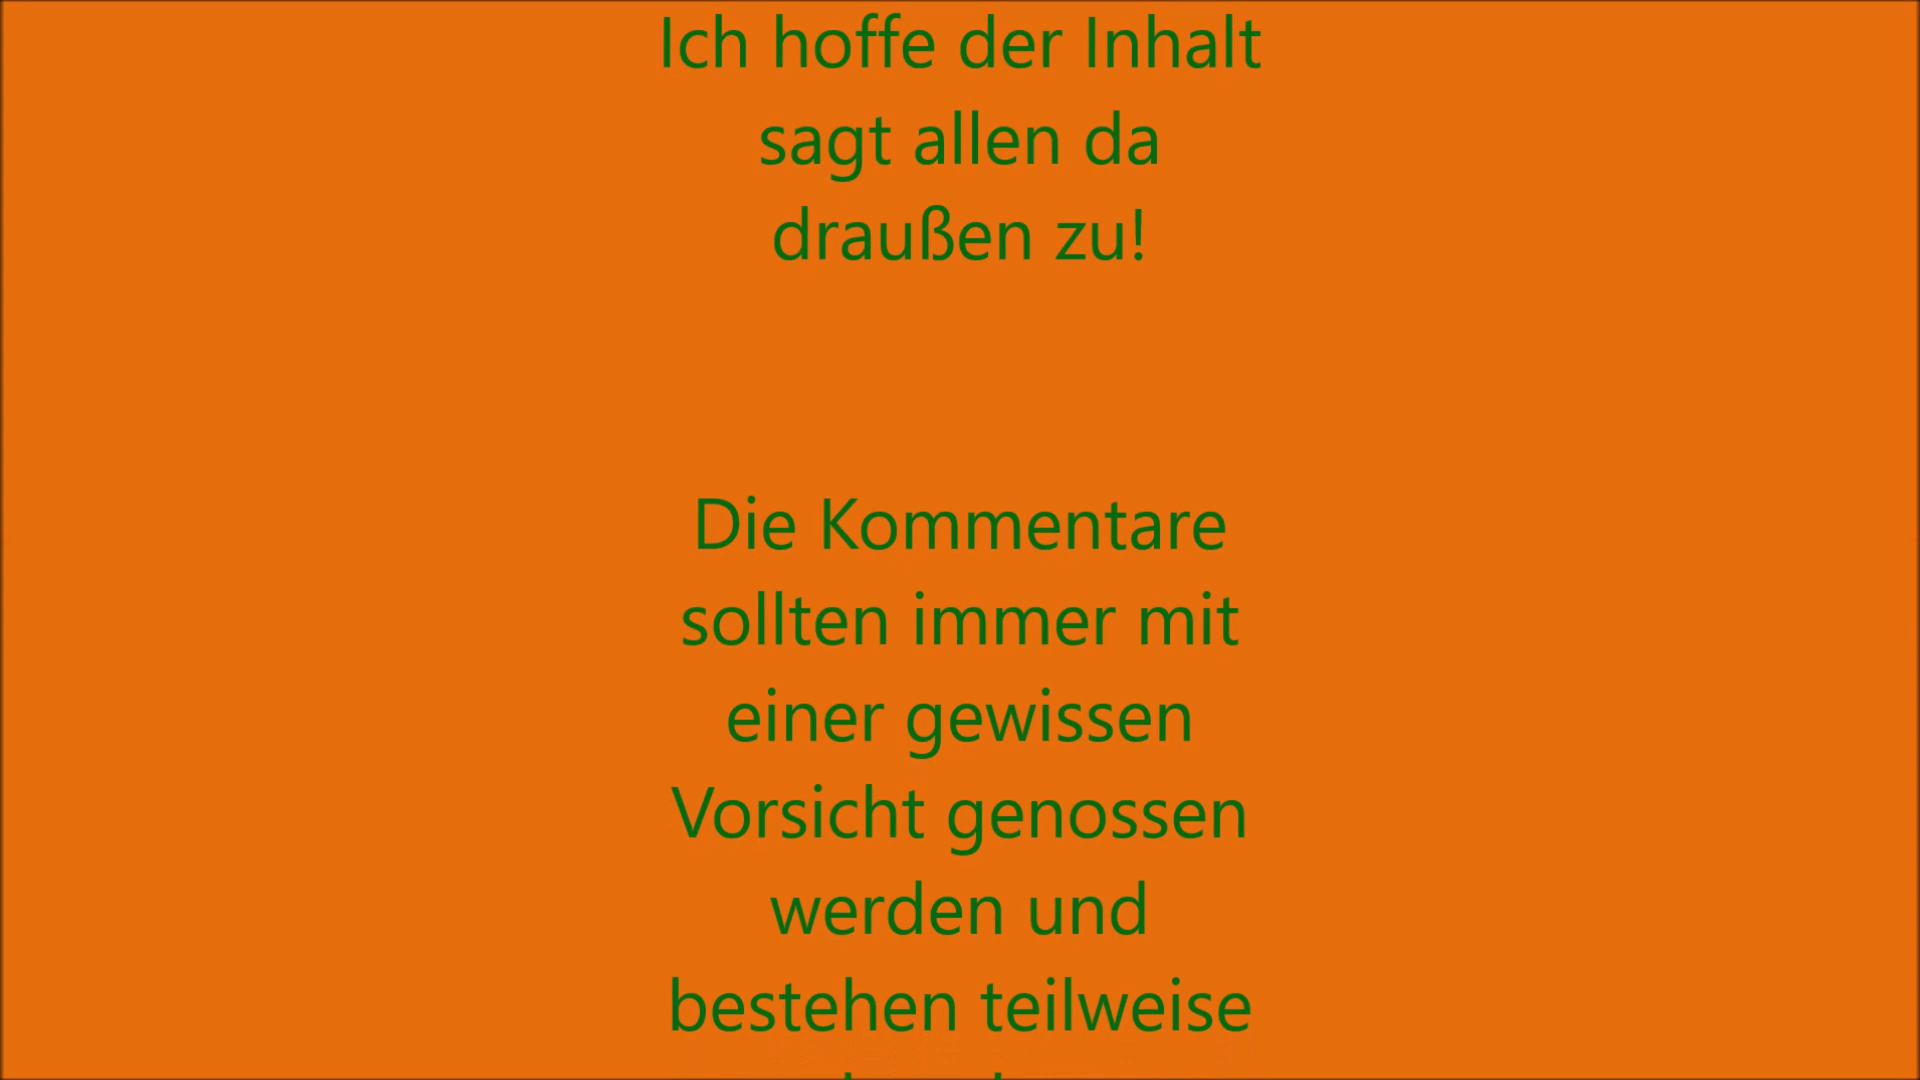 Ich hoffe der Inhalt
sagt allen da
draußen zu!
Die Kommentare
sollten immer mit
einer gewissen
Vorsicht genossen
werden und
bestehen teilweise